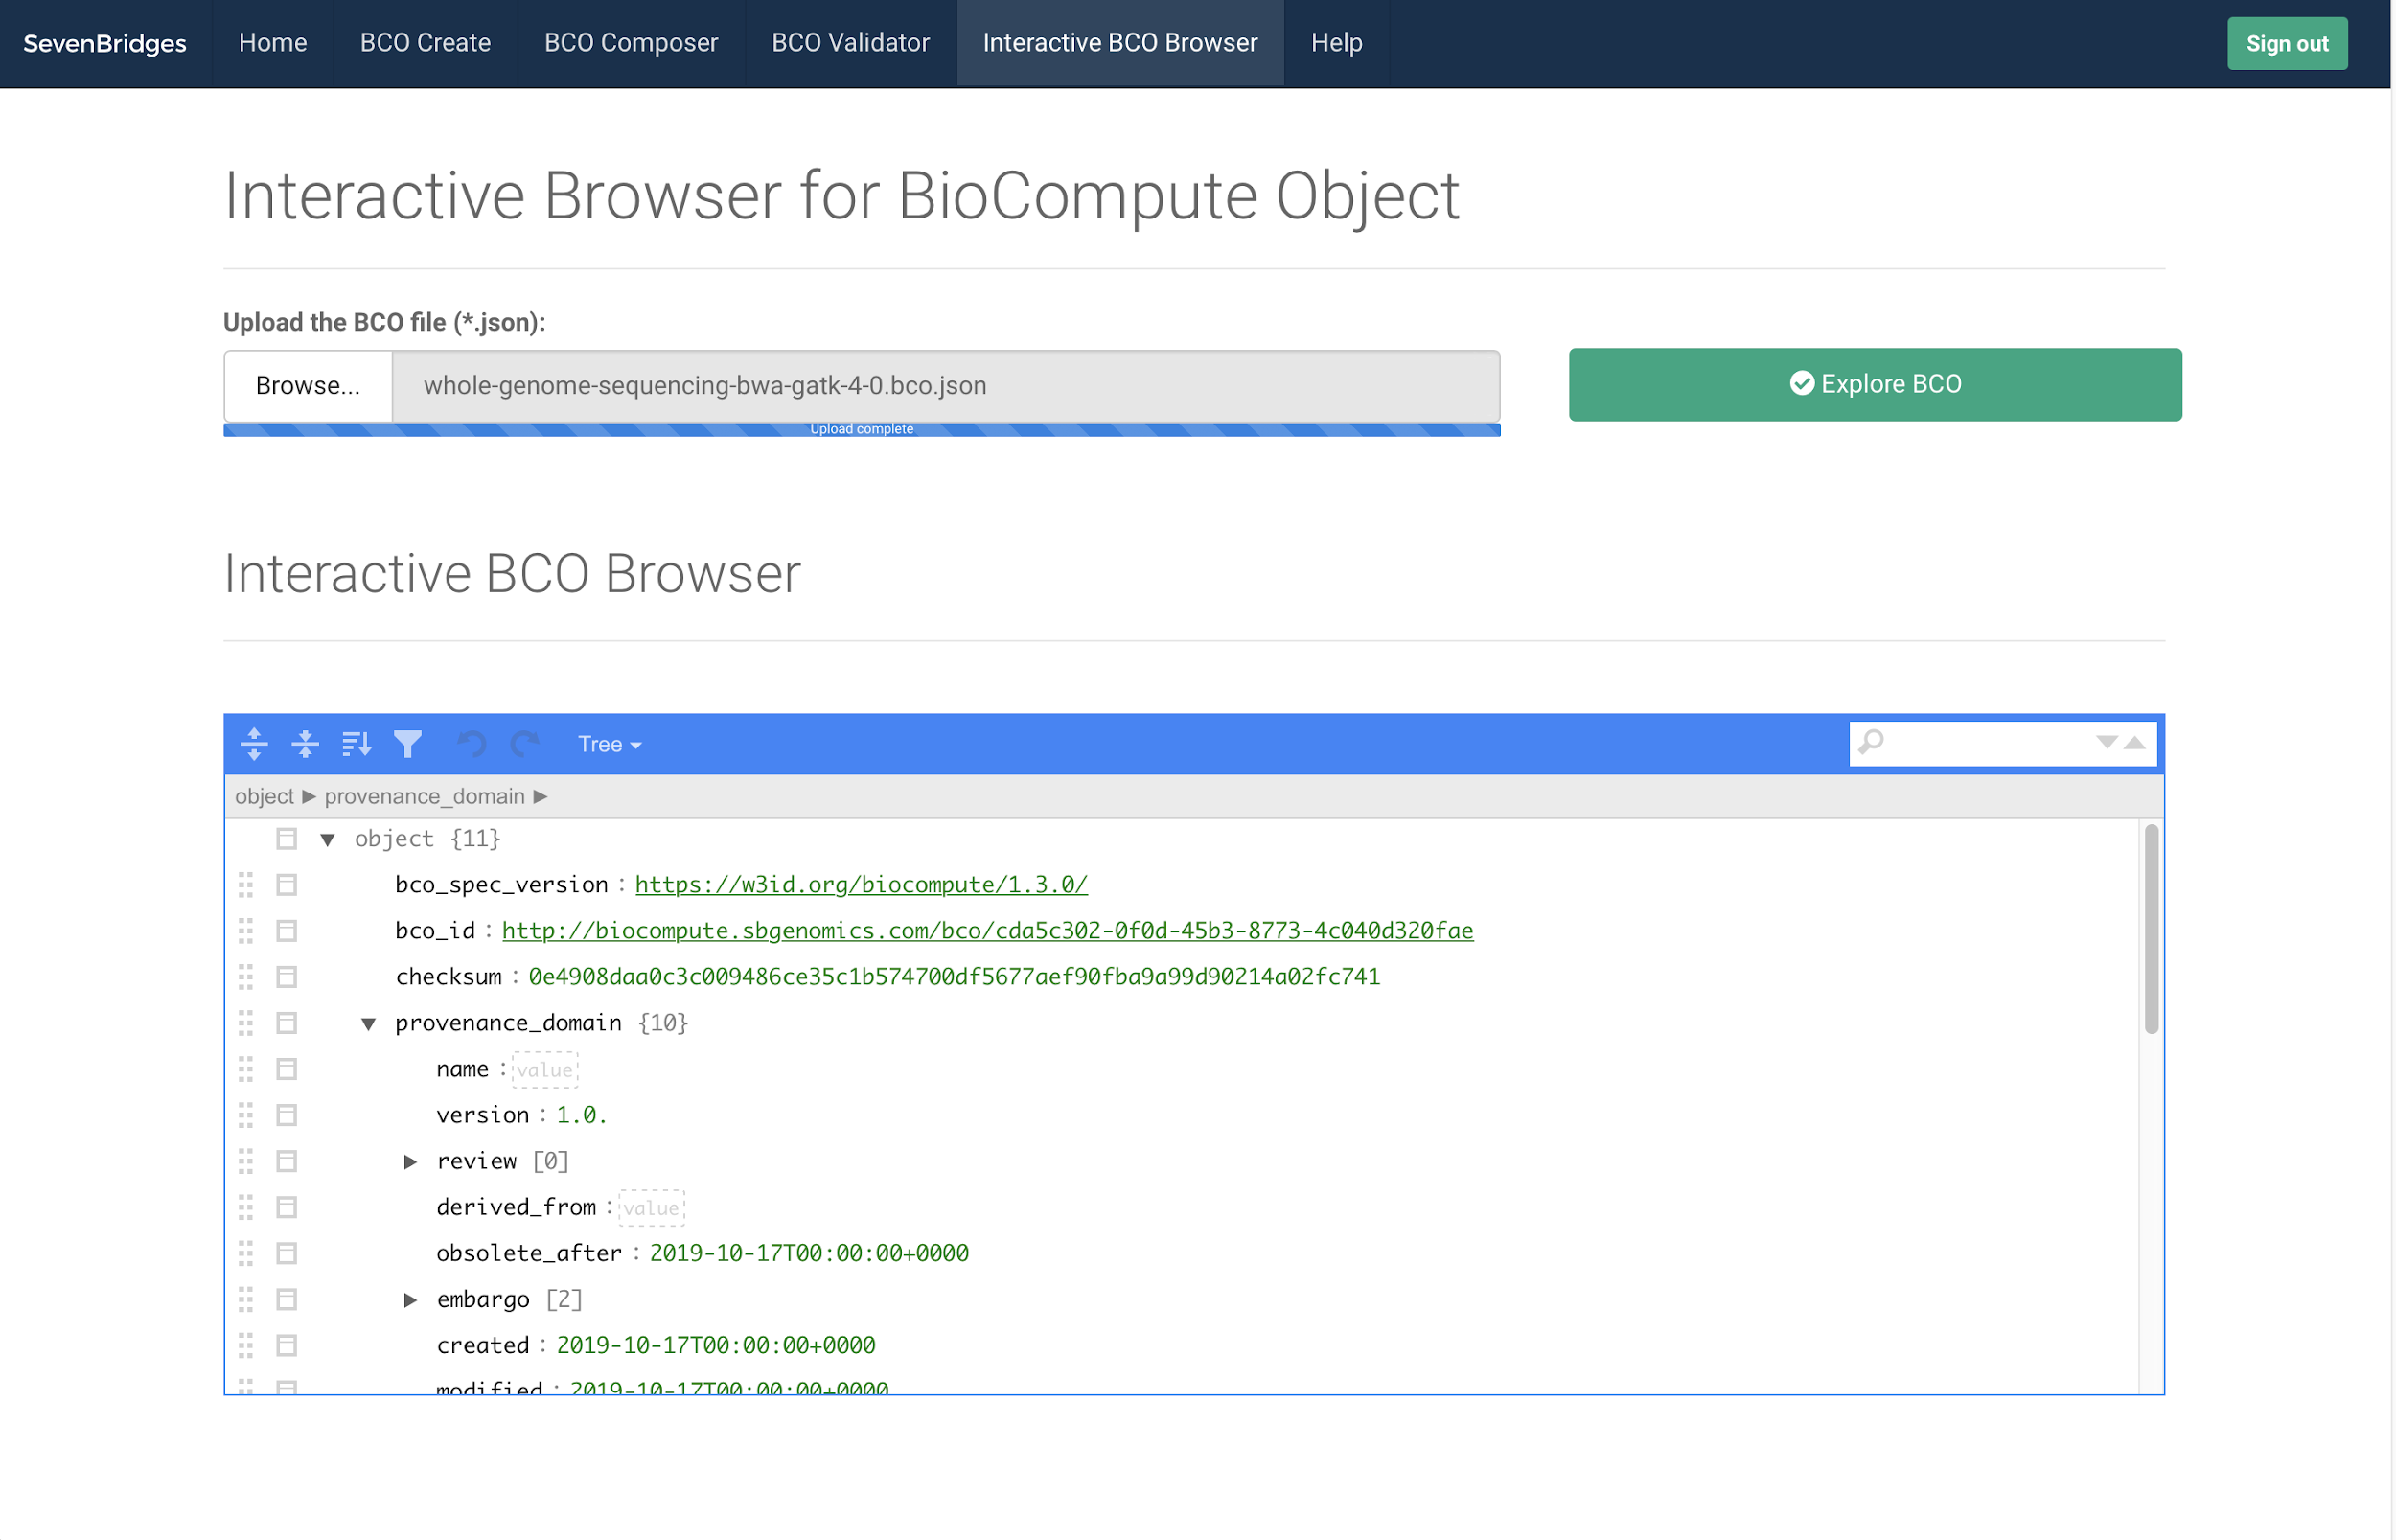 SevenBridges Home BCO Create BCO Composer BCO Validator Interactive BCO Browser Help Sign out
Interactive Browser for BioCompute Object
Upload the BCO file (*.json):
Browse... whole-genome-sequencing-bwa-gatk-4-0.bco.json Explore BCO
Upload complete
Interactive BCO Browser
Tree
object ► provenance_domain ►
object {11}
bco_spec_version : https://w3id.org/biocompute/1.3.0/
bco_id : http://biocompute.sbgenomics.com/bco/cda5c302-0f0d-45b3-8773-4c040d320fae
checksum : 0e4908daa0c3c009486ce35c1b574700df5677aef90fba9a99d90214a02fc741
provenance_domain {10}
name : value
version : 1.0.
review [0]
derived_from : value
obsolete_after : 2019-10-17T00:00:00+0000
embargo [2]
created : 2019-10-17T00:00:00+0000
modified : 2019-10-17T00:00:00+0000